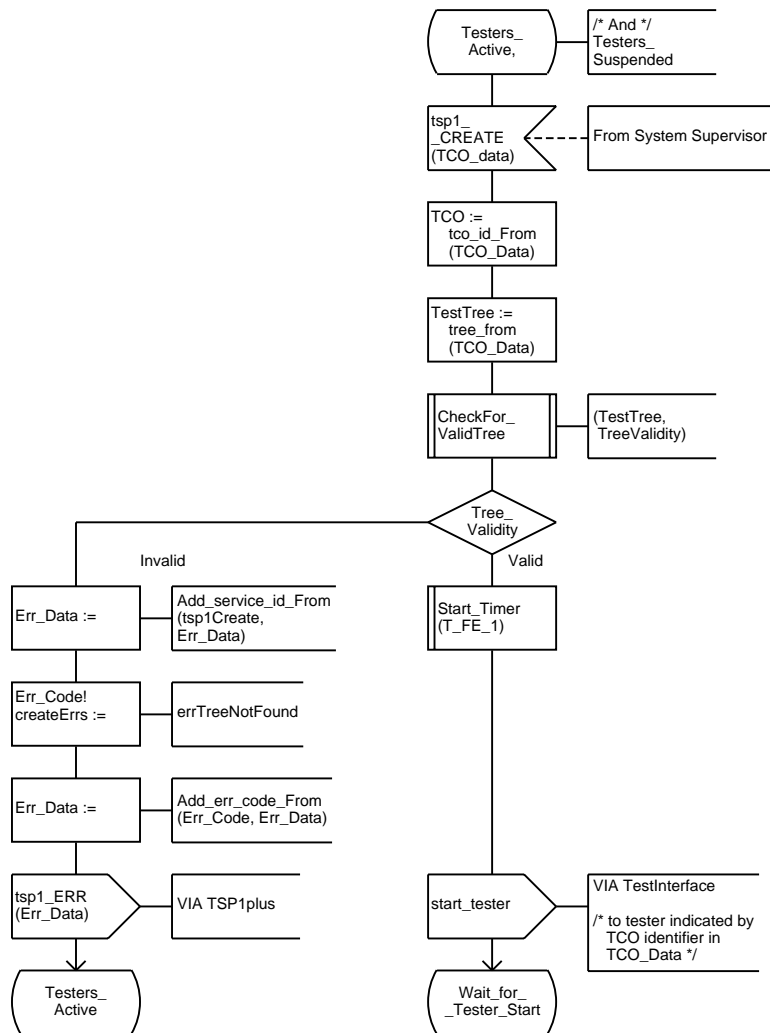 Testers_
Active,
/* And */
Testers_
Suspended
tsp1_
_CREATE
(TCO_data)
From System Supervisor
TCO :=
tco_id_From
(TCO_Data)
TestTree :=
tree_from
(TCO_Data)
CheckFor_
ValidTree
(TestTree,
TreeValidity)
Tree_
Validity
Invalid
Valid
Err_Data :=
Add_service_id_From
(tsp1Create,
Err_Data)
Start_Timer
(T_FE_1)
Err_Code!
createErrs :=
errTreeNotFound
Err_Data :=
Add_err_code_From
(Err_Code, Err_Data)
tsp1_ERR
(Err_Data)
VIA TSP1plus
start_tester
VIA TestInterface
/* to tester indicated by
TCO identifier in
TCO_Data */
Testers_
Active
Wait_for_
_Tester_Start